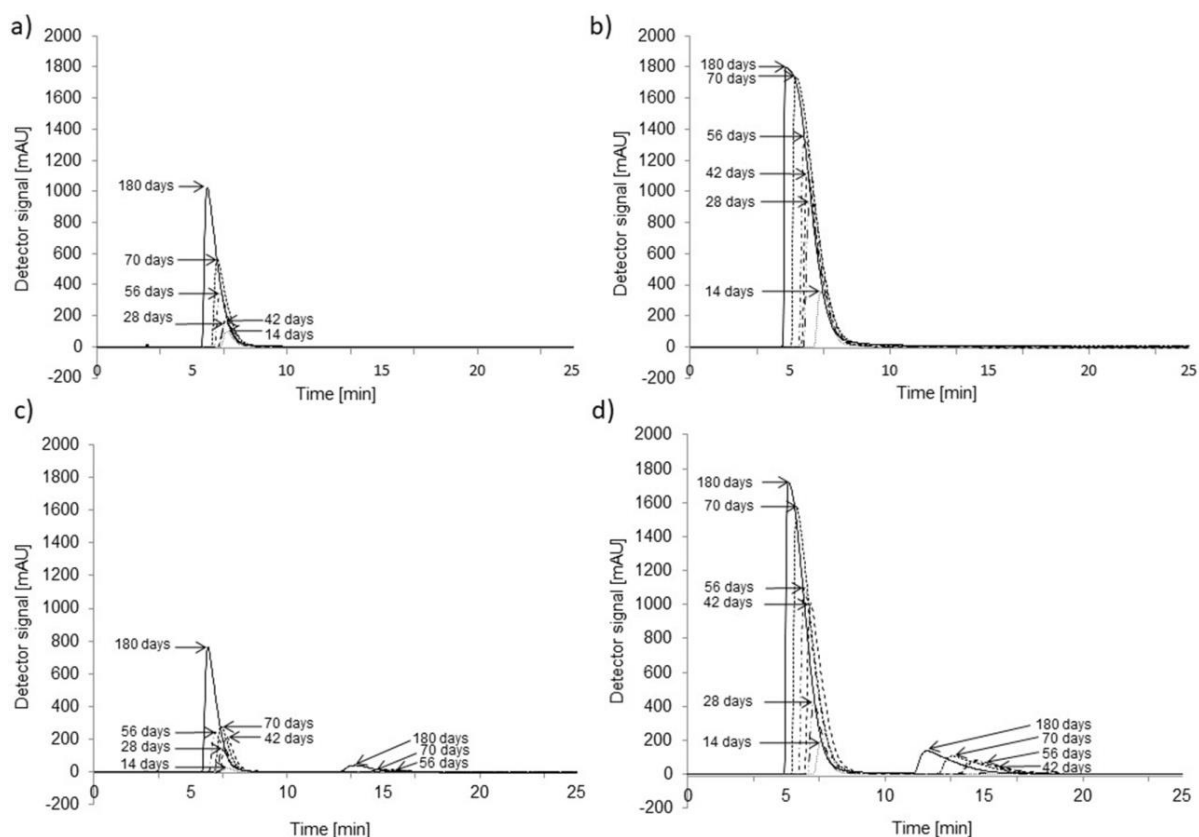 a)
2000
1800
1600
1400
1200
1000
800
600
400
200
0
-200
Detector signal [mAU]
180 days
70 days
56 days
28 days
42 days
14 days
0
5
10
15
20
25
Time [min]
b)
2000
1800
1600
1400
1200
1000
800
600
400
200
0
-200
Detector signal [mAU]
180 days
70 days
56 days
42 days
28 days
14 days
0
5
10
15
20
25
Time [min]
c)
2000
1800
1600
1400
1200
1000
800
600
400
200
0
-200
Detector signal [mAU]
180 days
56 days
28 days
14 days
70 days
42 days
180 days
70 days
56 days
0
5
10
15
20
25
Time [min]
d)
2000
1800
1600
1400
1200
1000
800
600
400
200
0
-200
Detector signal [mAU]
180 days
70 days
56 days
42 days
28 days
14 days
180 days
70 days
56 days
42 days
0
5
10
15
20
25
Time [min]